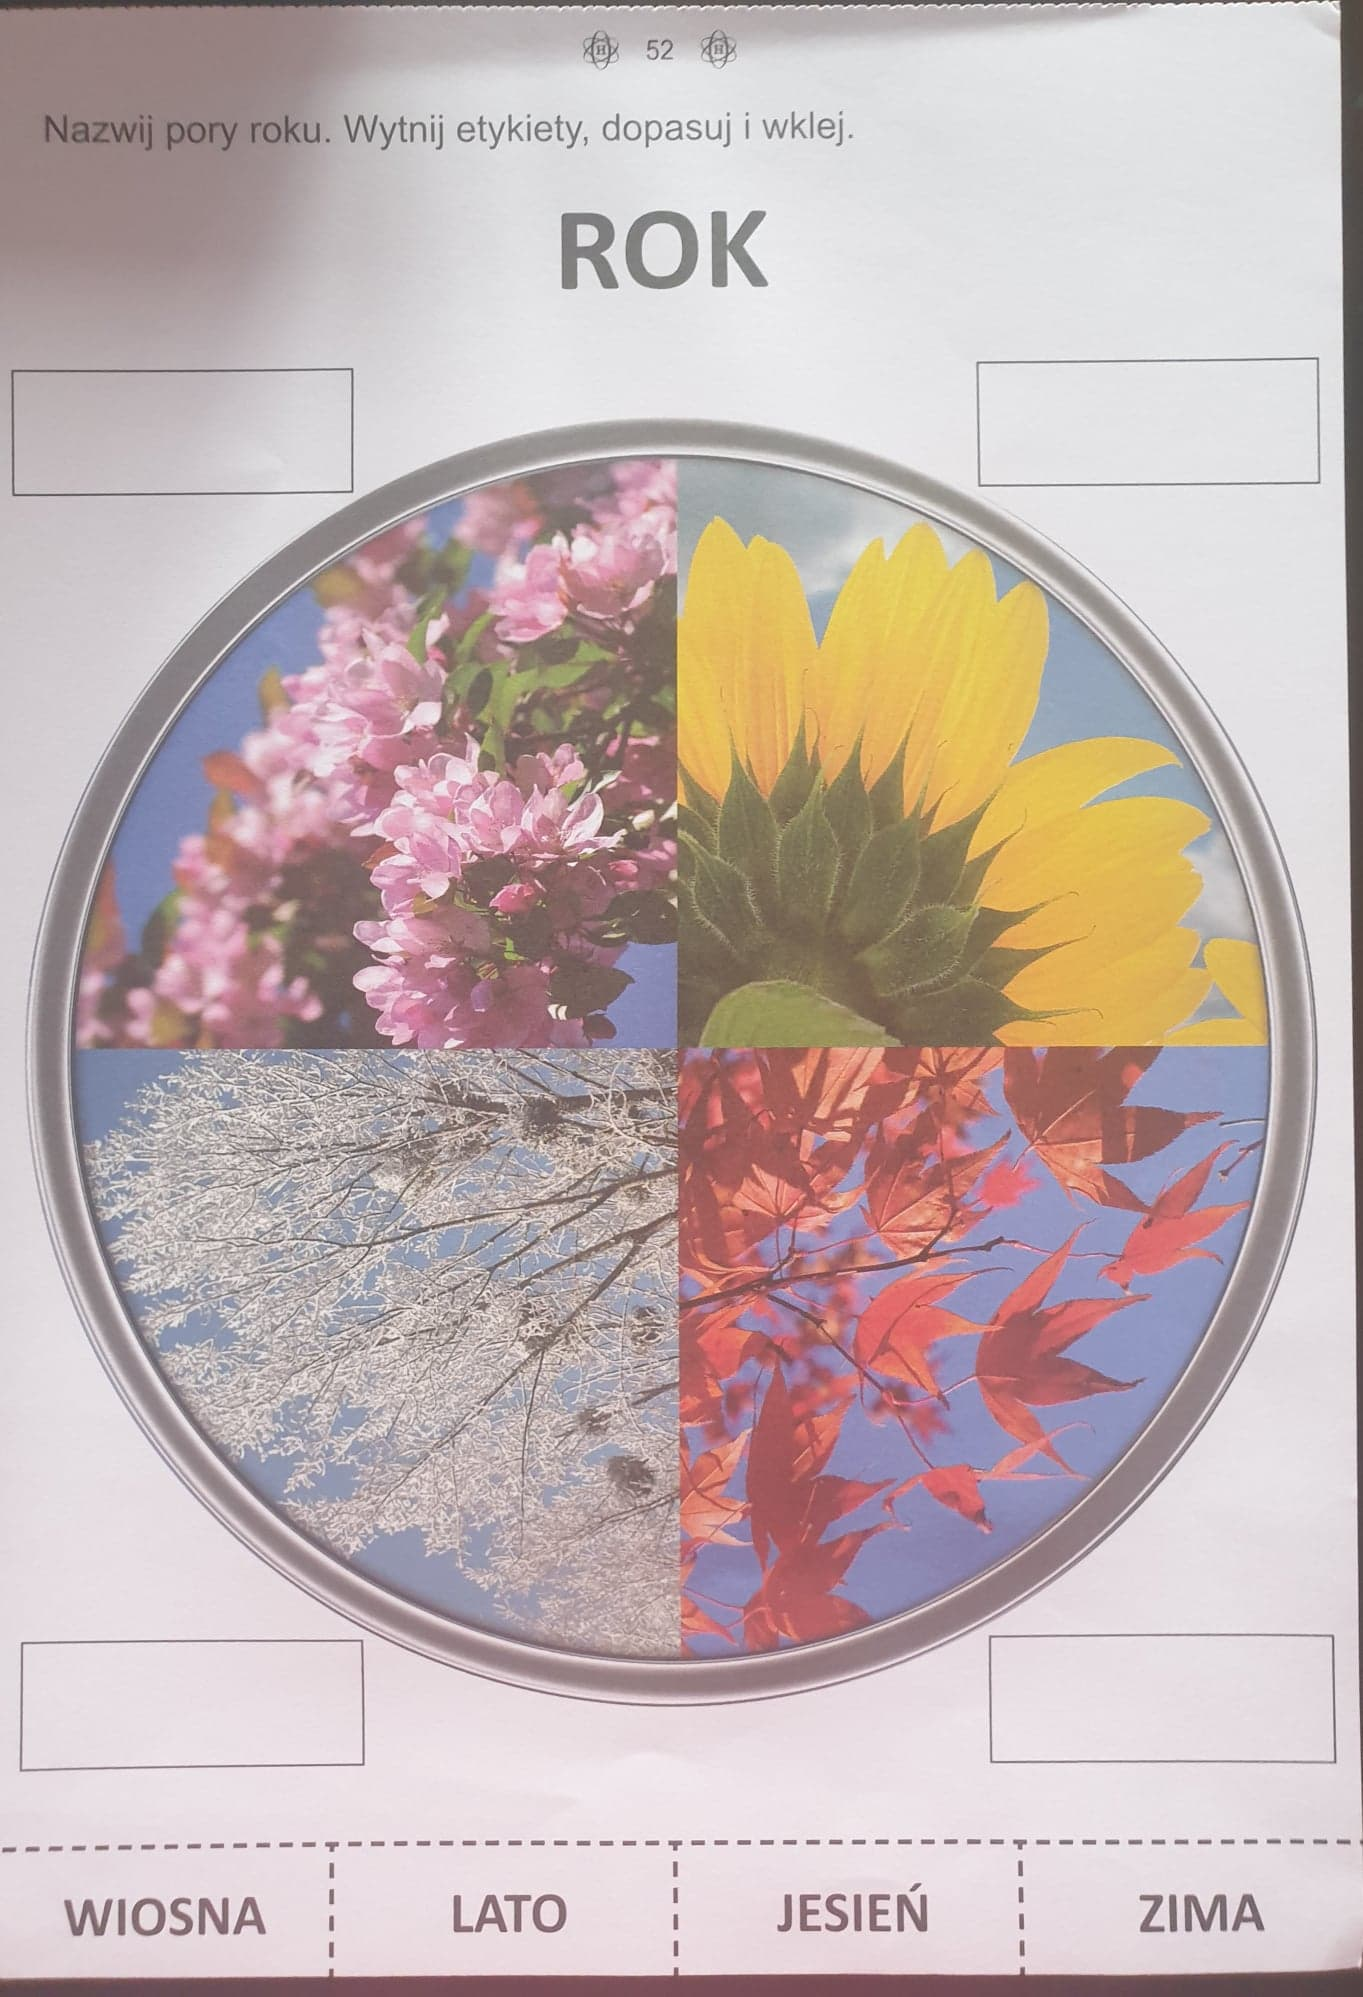 52
Nazwij pory roku. Wytnij etykiety, dopasuj i wklej.
ROK
WIOSNA LATO JESIEŃ ZIMA